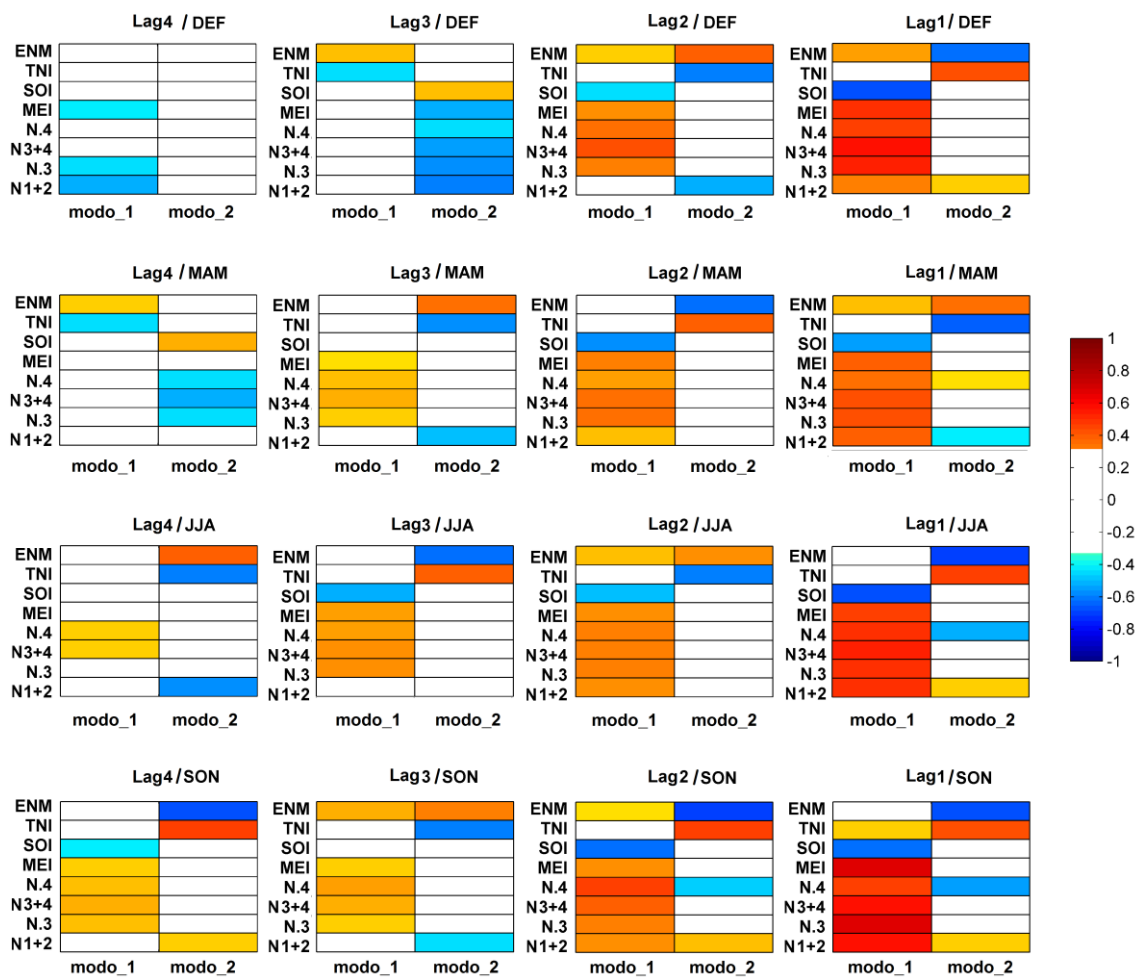 Lag4 / DEF
Lag3 / DEF
Lag2 / DEF
Lag1/ DEF
ENM
TNI
SOI
MEI
N.4
N3+4
N.3
N1+2
modo_1 modo_2
ENM
TNI
SOI
MEI
N.4
N3+4
N.3
N1+2
modo_1 modo_2
ENM
TNI
SOI
MEI
N.4
N3+4
N.3
N1+2
modo_1 modo_2
ENM
TNI
SOI
MEI
N.4
N3+4
N.3
N1+2
modo_1 modo_2
Lag4 / MAM
Lag3 / MAM
Lag2 / MAM
Lag1/MAM
ENM
TNI
SOI
MEI
N.4
N3+4
N.3
N1+2
modo_1 modo_2
ENM
TNI
SOI
MEI
N.4
N3+4
N.3
N1+2
modo_1 modo_2
ENM
TNI
SOI
MEI
N.4
N3+4
N.3
N1+2
modo_1 modo_2
ENM
TNI
SOI
MEI
N.4
N3+4
N.3
N1+2
modo_1 modo_2
1
0.8
0.6
0.4
0.2
0
-0.2
-0.4
-0.6
-0.8
-1
Lag4 / JJA
Lag3 / JJA
Lag2 / JJA
Lag1/JJA
ENM
TNI
SOI
MEI
N.4
N3+4
N.3
N1+2
modo_1 modo_2
ENM
TNI
SOI
MEI
N.4
N3+4
N.3
N1+2
modo_1 modo_2
ENM
TNI
SOI
MEI
N.4
N3+4
N.3
N1+2
modo_1 modo_2
ENM
TNI
SOI
MEI
N.4
N3+4
N.3
N1+2
modo_1 modo_2
Lag4 / SON
Lag3 / SON
Lag2 / SON
Lag1/SON
ENM
TNI
SOI
MEI
N.4
N3+4
N.3
N1+2
modo_1 modo_2
ENM
TNI
SOI
MEI
N.4
N3+4
N.3
N1+2
modo_1 modo_2
ENM
TNI
SOI
MEI
N.4
N3+4
N.3
N1+2
modo_1 modo_2
ENM
TNI
SOI
MEI
N.4
N3+4
N.3
N1+2
modo_1 modo_2